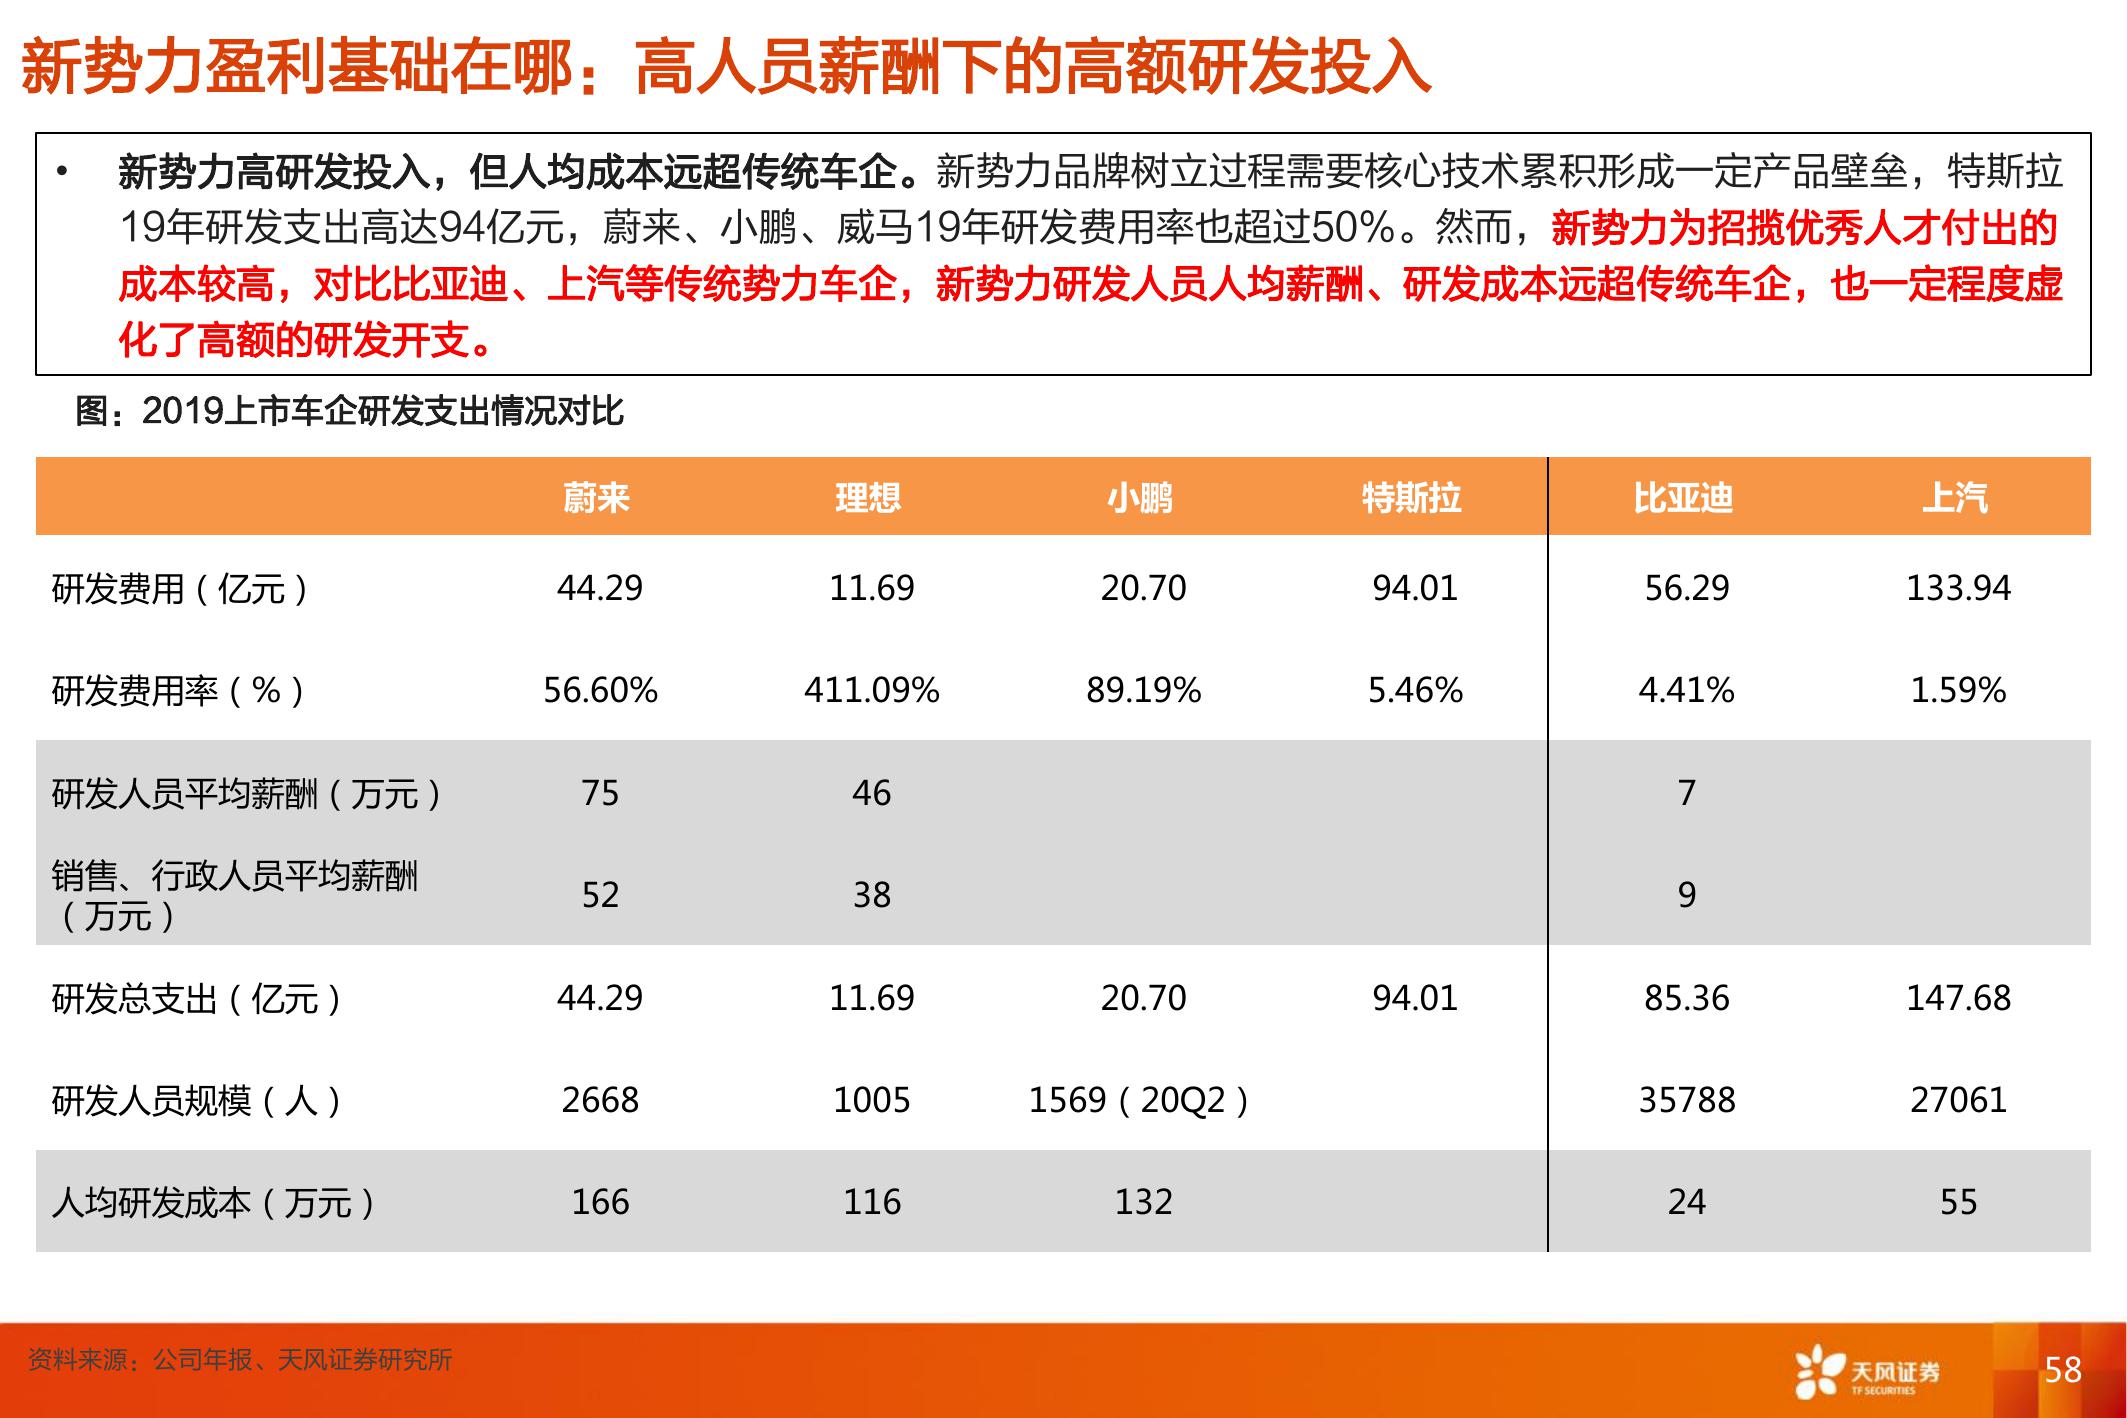 新势力盈利基础在哪：高人员薪酬下的高额研发投入
• 新势力高研发投入，但人均成本远超传统车企。新势力品牌树立过程需要核心技术累积形成一定产品壁垒，特斯拉
19年研发支出高达94亿元，蔚来、小鹏、威马19年研发费用率也超过50%。然而，新势力为招揽优秀人才付出的
成本较高，对比比亚迪、上汽等传统势力车企，新势力研发人员人均薪酬、研发成本远超传统车企，也一定程度虚
化了高额的研发开支。
图：2019上市车企研发支出情况对比
蔚来 理想 小鹏 特斯拉 比亚迪 上汽
研发费用（亿元） 44.29 11.69 20.70 94.01 56.29 133.94
研发费用率（%） 56.60% 411.09% 89.19% 5.46% 4.41% 1.59%
研发人员平均薪酬（万元） 75 46 7
销售、行政人员平均薪酬
（万元） 52 38 9
研发总支出（亿元） 44.29 11.69 20.70 94.01 85.36 147.68
研发人员规模（人） 2668 1005 1569（20Q2） 35788 27061
人均研发成本（万元） 166 116 132 24 55
资料来源：公司年报、天风证券研究所
天风证券
TF SECURITIES
58